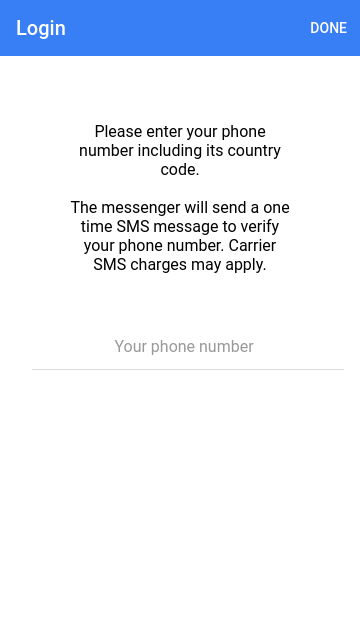 Login
DONE
Please enter your phone
number including its country
code.
The messenger will send a one
time SMS message to verify
your phone number. Carrier
SMS charges may apply.
Your phone number